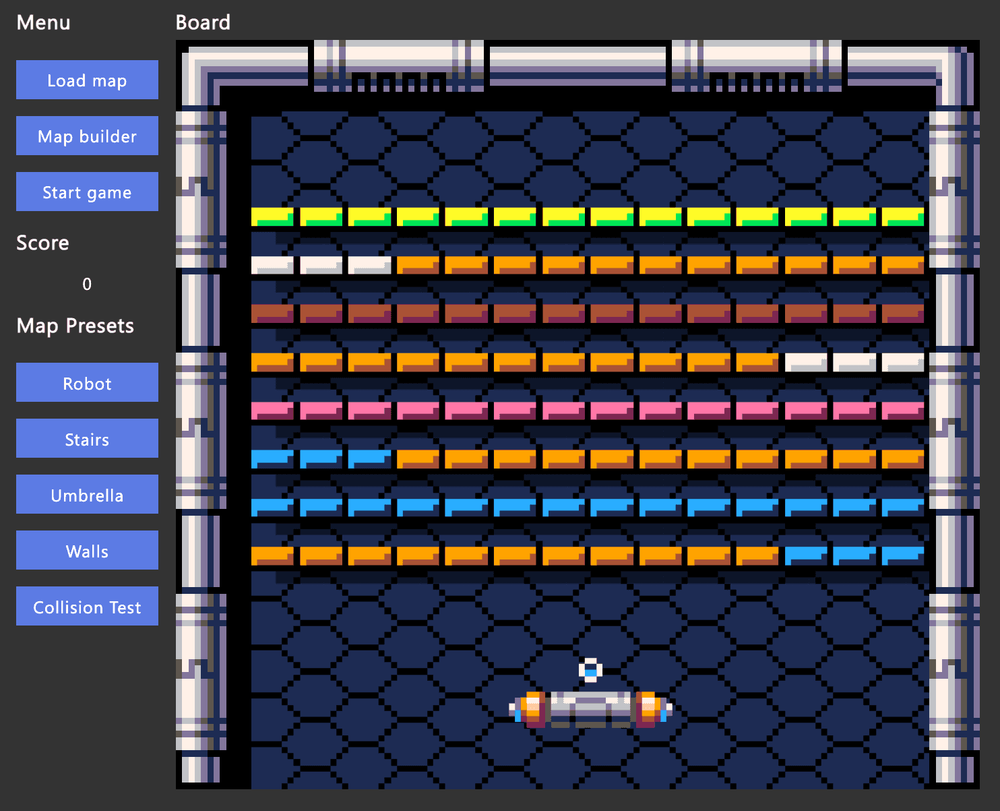 Menu
Board
Load map
Map builder
Start game
Score
0
Map Presets
Robot
Stairs
Umbrella
Walls
Collision Test